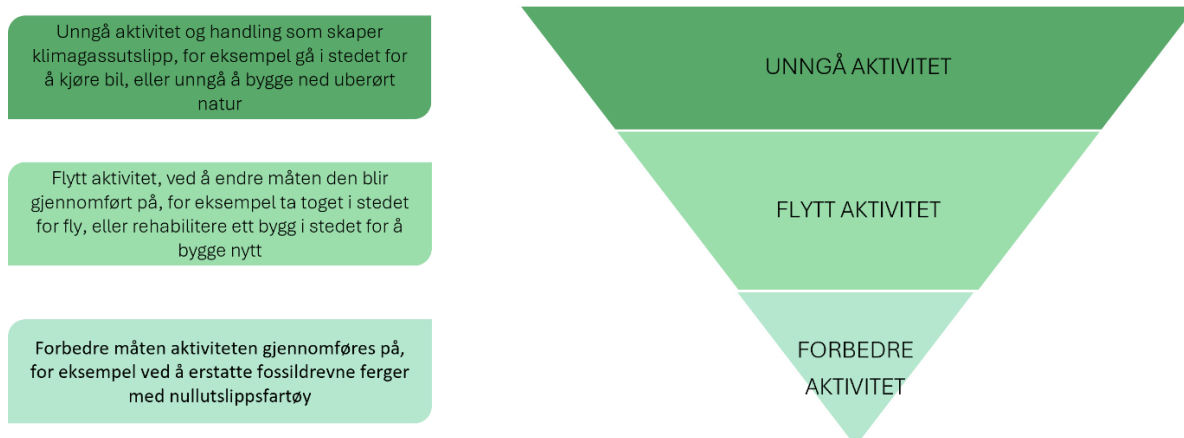 Unngå aktivitet og handling som skaper
klimagassutslipp, for eksempel gå i stedet for
å kjøre bil, eller unngå å bygge ned uberørt
natur
UNNGÅ AKTIVITET
Flytt aktivitet, ved å endre måten den blir
gjennomført på, for eksempel ta toget i stedet
for fly, eller rehabilitere ett bygg i stedet for å
bygge nytt
FLYTT AKTIVITET
Forbedre måten aktiviteten gjennomføres på,
for eksempel ved å erstatte fossildrevne ferger
med nullutslippsfartøy
FORBEDRE
AKTIVITET